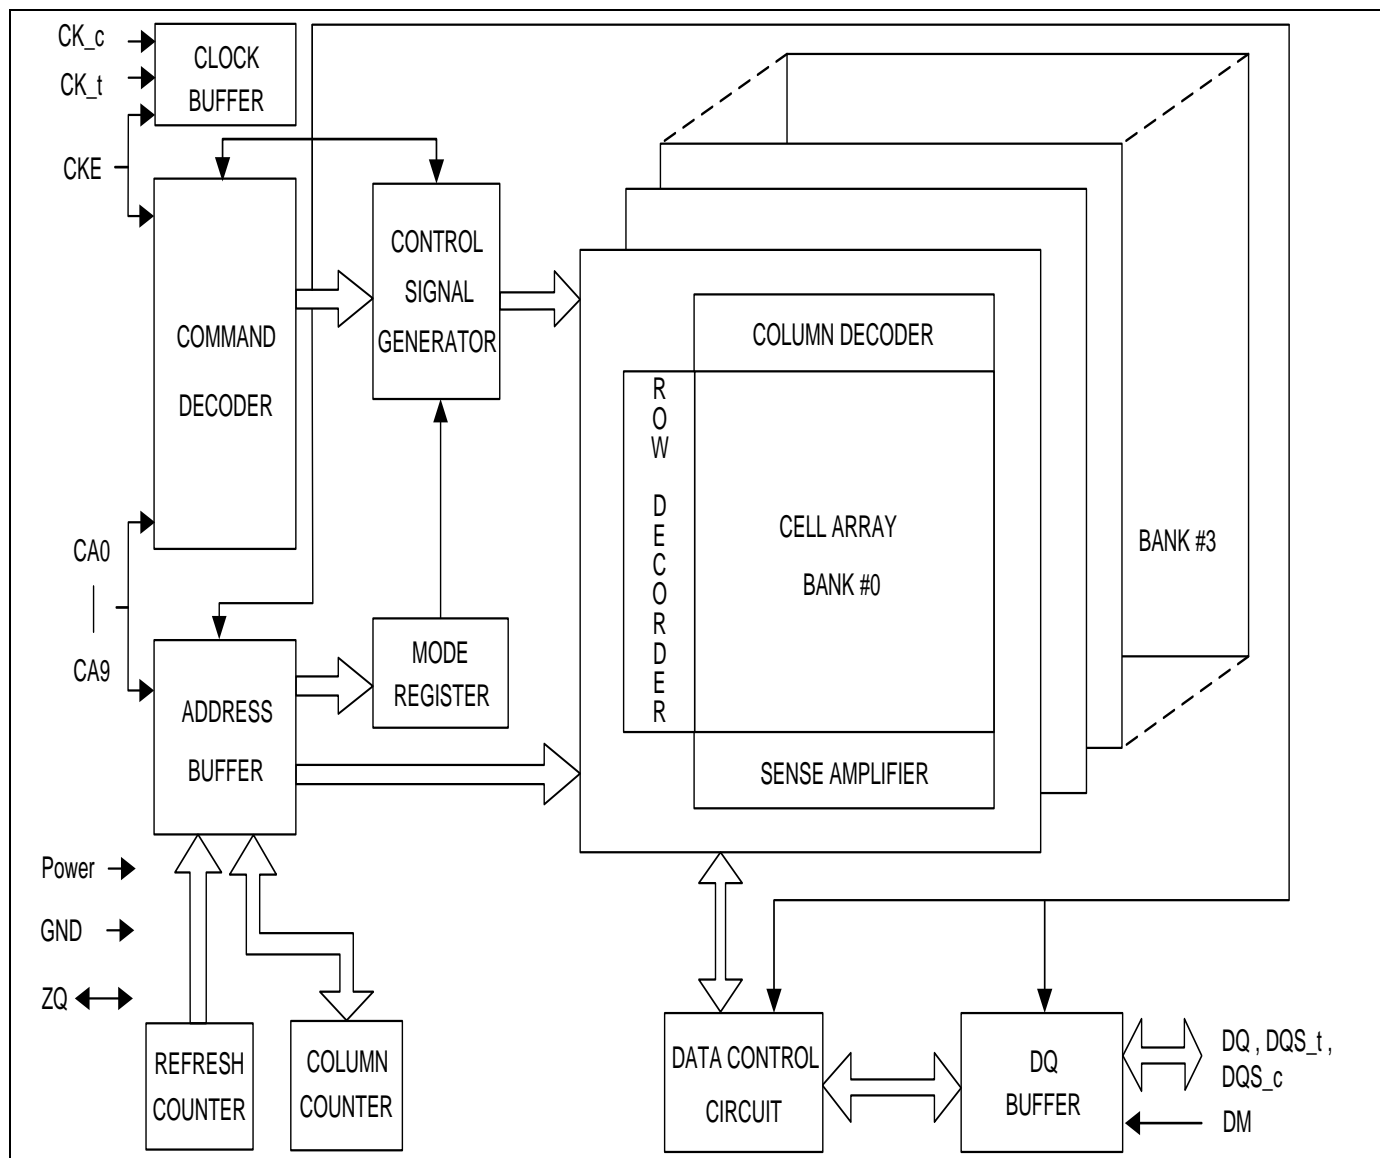 CK_c
CK_t
CLOCK
BUFFER
CKE
COMMAND
DECODER
CONTROL
SIGNAL
GENERATOR
COLUMN DECODER
ROW DECORDER
CELL ARRAY
BANK #0
BANK #3
SENSE AMPLIFIER
CA0
CA9
ADDRESS
BUFFER
MODE
REGISTER
Power
GND
ZQ
REFRESH
COUNTER
COLUMN
COUNTER
DATA CONTROL
CIRCUIT
DQ
BUFFER
DQ , DQS_t ,
DQS_c
DM